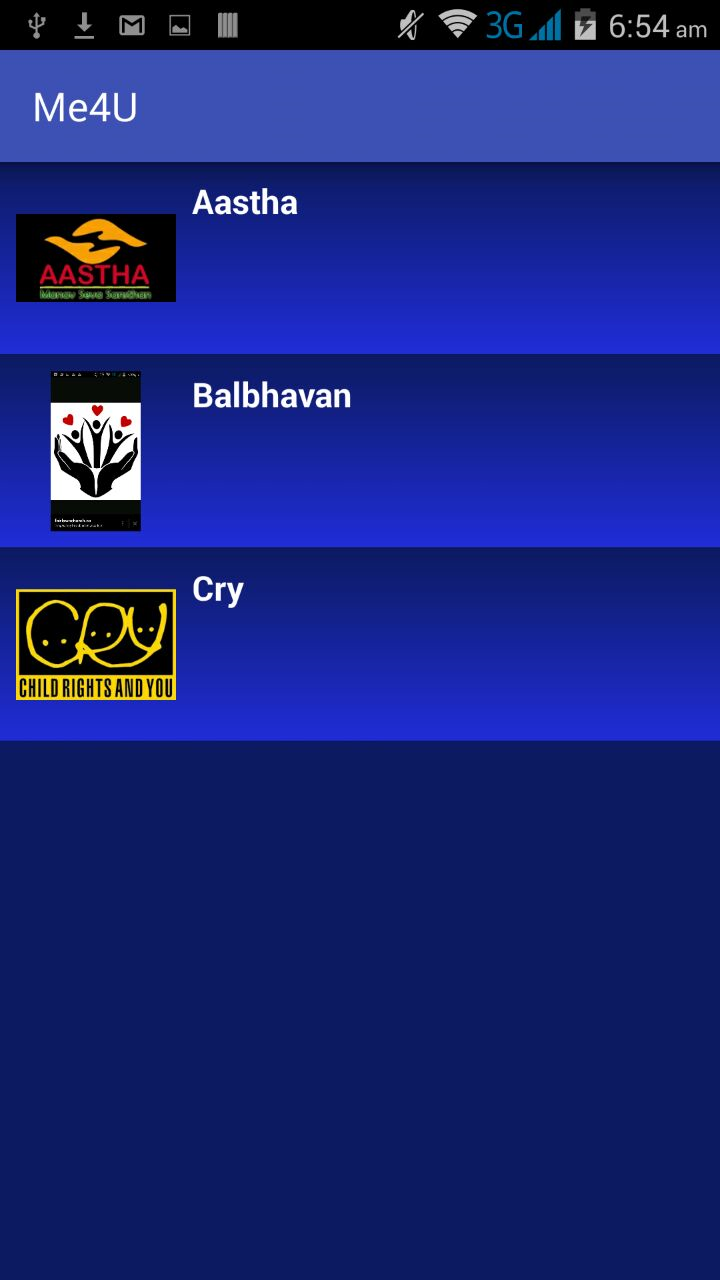 3G 6:54 am
Me4U
Aastha
AASTHA
Manav Seva Sansthan
Balbhavan
Cry
CRY
CHILD RIGHTS AND YOU